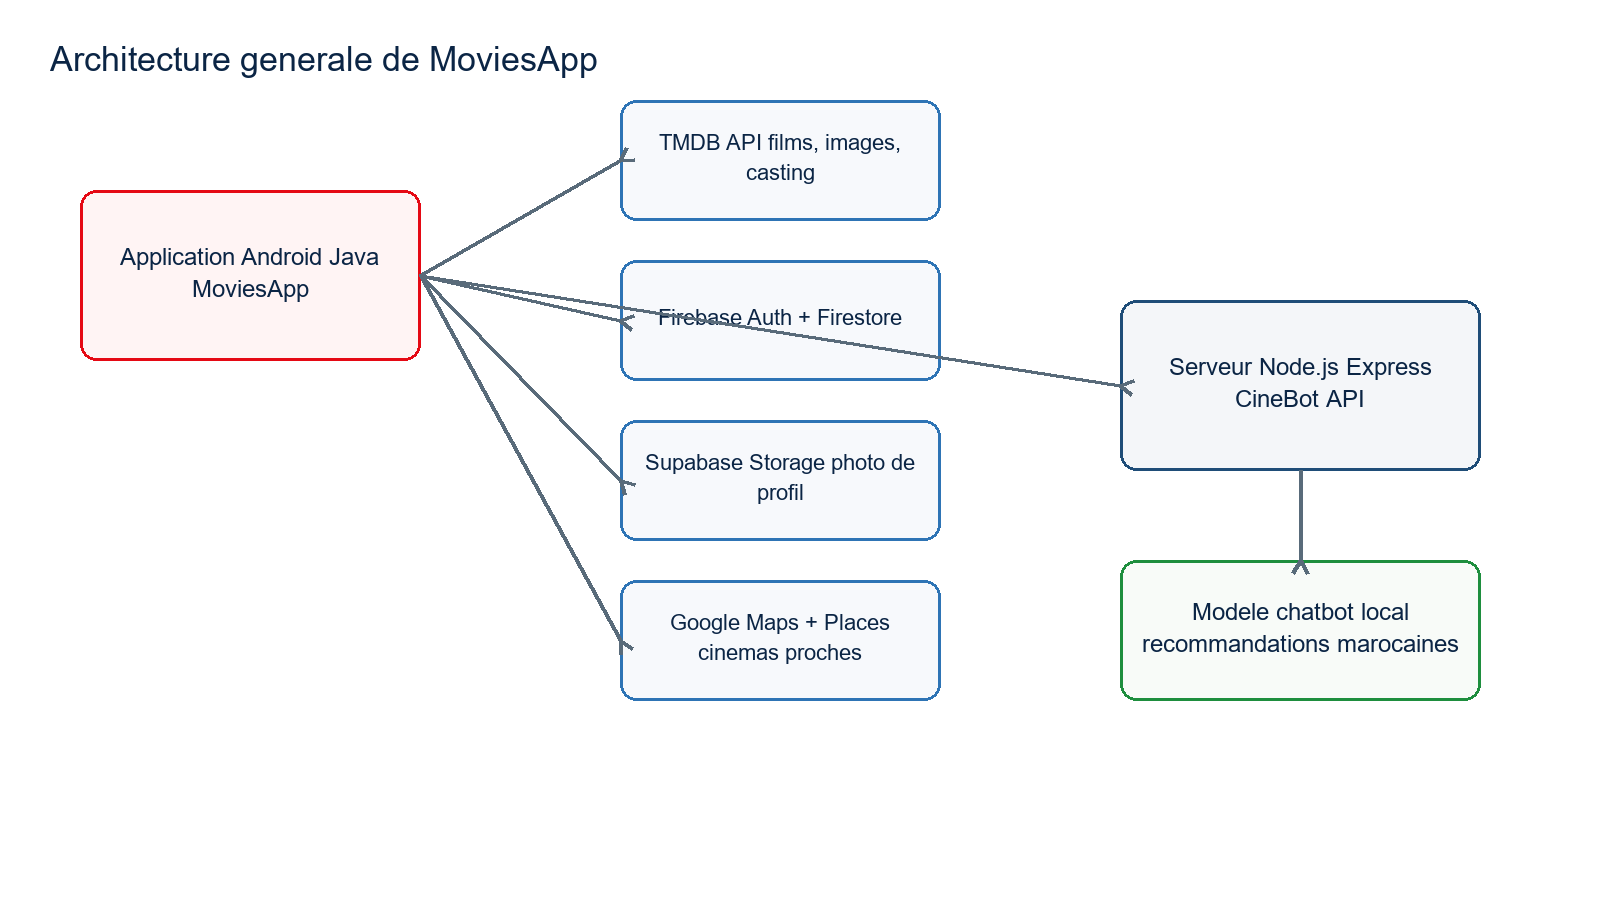 Architecture generale de MoviesApp
TMDB API films, images,
casting
Application Android Java
MoviesApp
Firebase Auth + Firestore
Serveur Node.js Express
CineBot API
Supabase Storage photo de
profil
Google Maps + Places
cinemas proches
Modele chatbot local
recommandations marocaines